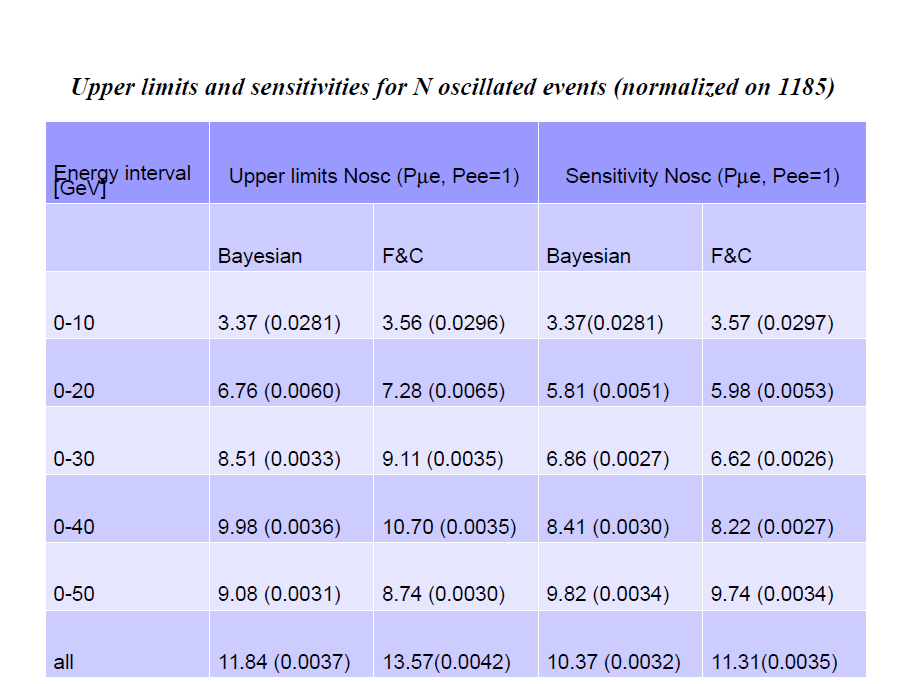 Upper limits and sensitivities for N oscillated events (normalized on 1185)
Energy interval [GeV] Upper limits Nosc (Pμe, Pee=1) Sensitivity Nosc (Pμe, Pee=1)
Bayesian F&C Bayesian F&C
0-10 3.37 (0.0281) 3.56 (0.0296) 3.37(0.0281) 3.57 (0.0297)
0-20 6.76 (0.0060) 7.28 (0.0065) 5.81 (0.0051) 5.98 (0.0053)
0-30 8.51 (0.0033) 9.11 (0.0035) 6.86 (0.0027) 6.62 (0.0026)
0-40 9.98 (0.0036) 10.70 (0.0035) 8.41 (0.0030) 8.22 (0.0027)
0-50 9.08 (0.0031) 8.74 (0.0030) 9.82 (0.0034) 9.74 (0.0034)
all 11.84 (0.0037) 13.57(0.0042) 10.37 (0.0032) 11.31(0.0035)